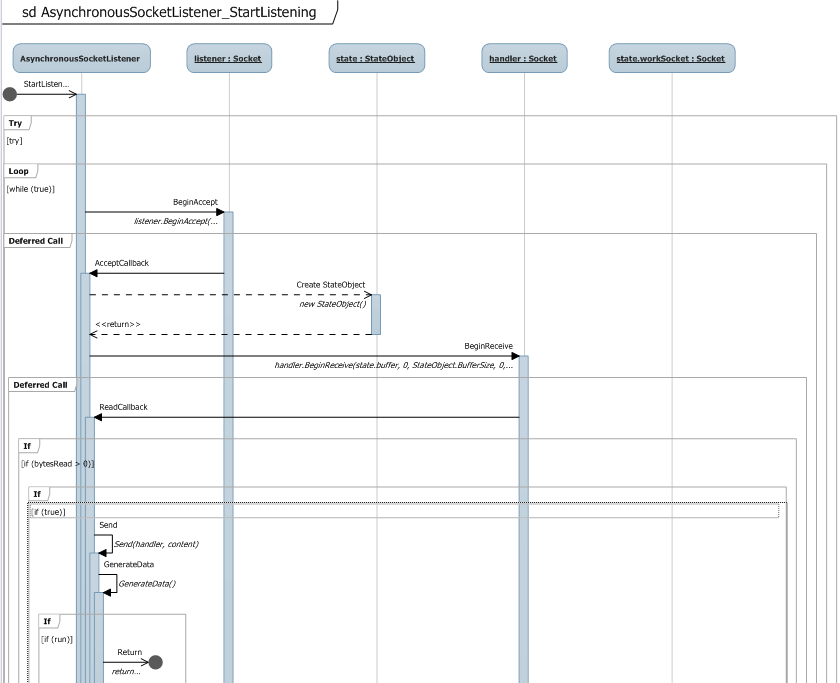 sd AsynchronousSocketListener_StartListening
AsynchronousSocketListener
listener : Socket
state : StateObject
handler : Socket
state.workSocket : Socket
StartListen...
Try
[try]
Loop
[while (true)]
BeginAccept
listener.BeginAccept(...
Deferred Call
AcceptCallback
Create StateObject
new StateObject()
<<return>>
BeginReceive
handler.BeginReceive(state.buffer, 0, StateObject.BufferSize, 0,...
Deferred Call
ReadCallback
If
[if (bytesRead > 0)]
If
[if (true)]
Send
Send(handler, content)
GenerateData
GenerateData()
If
[if (run)]
Return
return...